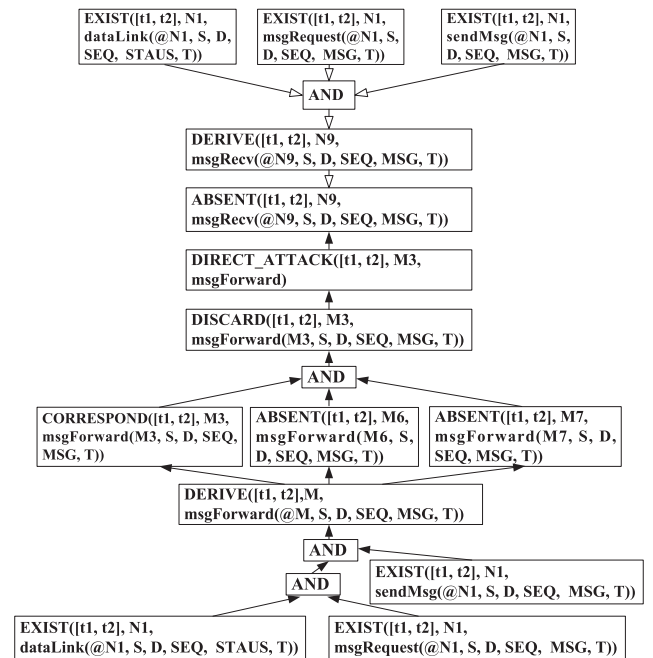 EXIST([t1, t2], N1,
dataLink(@N1, S, D,
SEQ, STAUS, T))
EXIST([t1, t2], N1,
msgRequest(@N1, S,
D, SEQ, MSG, T))
EXIST([t1, t2], N1,
sendMsg(@N1, S,
D, SEQ, MSG, T))
AND
DERIVE([t1, t2], N9,
msgRecv(@N9, S, D, SEQ, MSG, T))
ABSENT([t1, t2], N9,
msgRecv(@N9, S, D, SEQ, MSG, T))
DIRECT_ATTACK([t1, t2], M3,
msgForward)
DISCARD([t1, t2], M3,
msgForward(M3, S, D, SEQ, MSG, T))
AND
CORRESPOND([t1, t2], M3,
msgForward(M3, S, D, SEQ,
MSG, T))
ABSENT([t1, t2], M6,
msgForward(M6, S,
D, SEQ, MSG, T))
ABSENT([t1, t2], M7,
msgForward(M7, S, D,
SEQ, MSG, T))
DERIVE([t1, t2],M,
msgForward(@M, S, D, SEQ, MSG, T))
AND
EXIST([t1, t2], N1,
sendMsg(@N1, S, D, SEQ, MSG, T))
AND
EXIST([t1, t2], N1,
dataLink(@N1, S, D, SEQ, STAUS, T))
EXIST([t1, t2], N1,
msgRequest(@N1, S, D, SEQ, MSG, T))